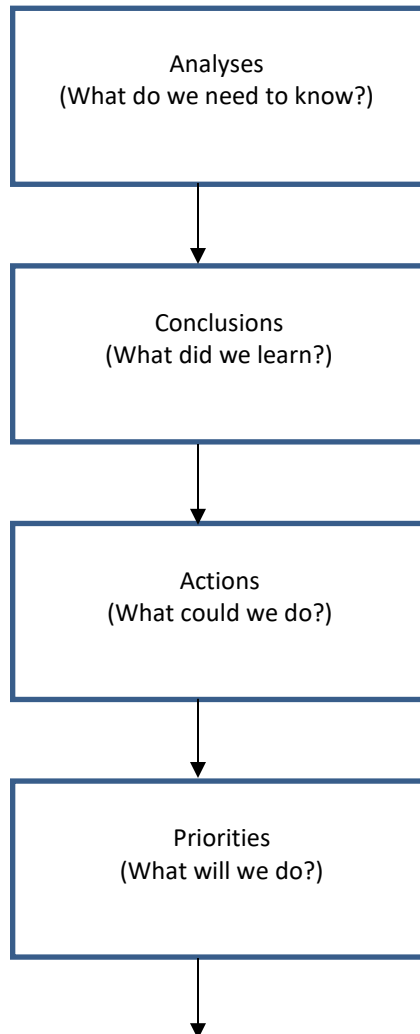 Analyses
(What do we need to know?)
Conclusions
(What did we learn?)
Actions
(What could we do?)
Priorities
(What will we do?)